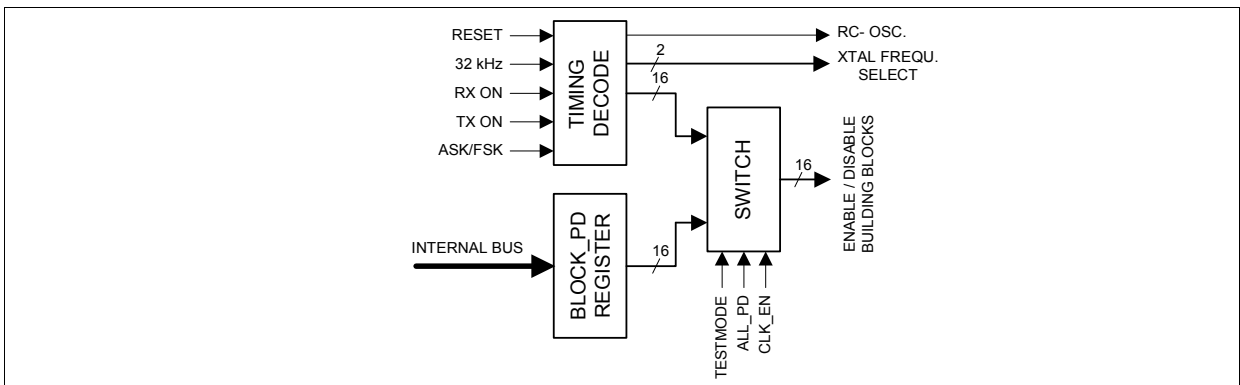 RESET
32 kHz
RX ON
TX ON
ASK/FSK
TIMING
DECODE
RC- OSC.
2
XTAL FREQU.
SELECT
16
SWITCH
16
ENABLE / DISABLE
BUILDING BLOCKS
INTERNAL BUS
BLOCK_PD
REGISTER
16
TESTMODE
ALL_PD
CLK_EN